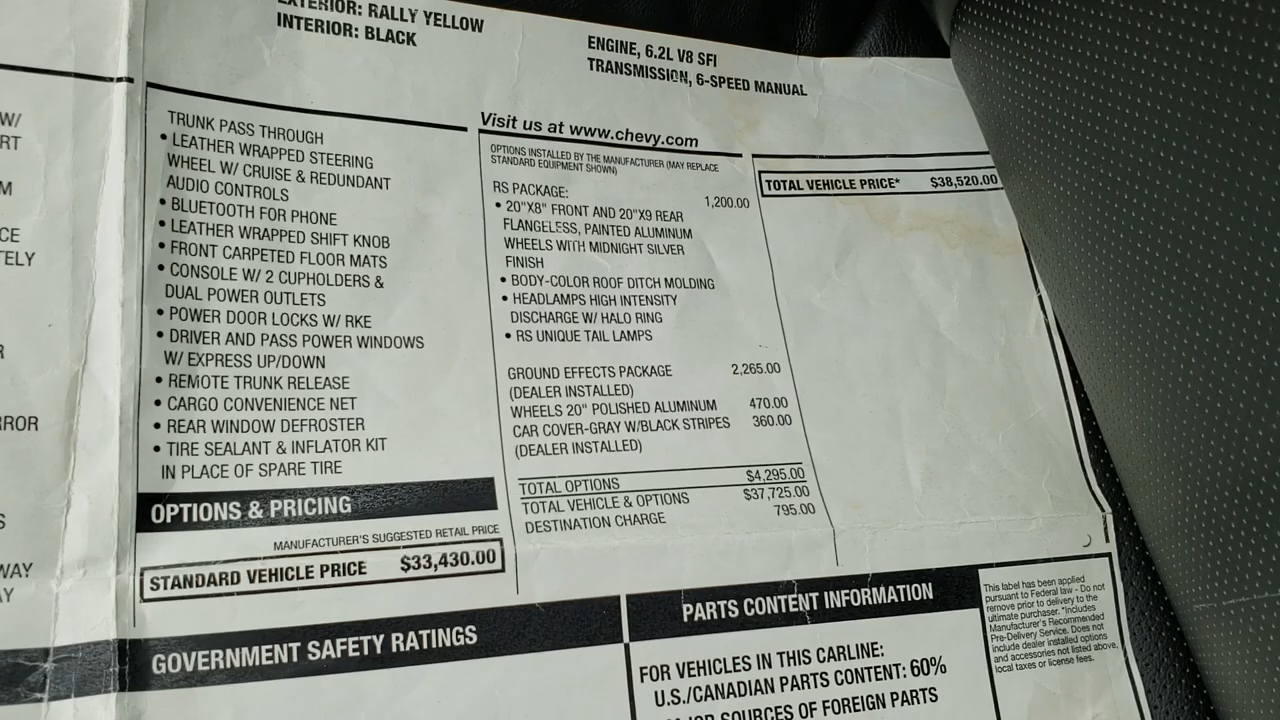 EXTERIOR: RALLY YELLOW
INTERIOR: BLACK
ENGINE, 6.2L V8 SFI
TRANSMISSION, 6-SPEED MANUAL
W/
RT
M
CE
TELY
R
RROR
S
WAY
AY
TRUNK PASS THROUGH
• LEATHER WRAPPED STEERING
WHEEL W/ CRUISE & REDUNDANT
AUDIO CONTROLS
• BLUETOOTH FOR PHONE
• LEATHER WRAPPED SHIFT KNOB
• FRONT CARPETED FLOOR MATS
• CONSOLE W/ 2 CUPHOLDERS &
DUAL POWER OUTLETS
• POWER DOOR LOCKS W/ RKE
• DRIVER AND PASS POWER WINDOWS
W/ EXPRESS UP/DOWN
• REMOTE TRUNK RELEASE
• CARGO CONVENIENCE NET
• REAR WINDOW DEFROSTER
• TIRE SEALANT & INFLATOR KIT
IN PLACE OF SPARE TIRE
OPTIONS & PRICING
MANUFACTURER'S SUGGESTED RETAIL PRICE
STANDARD VEHICLE PRICE $33,430.00
Visit us at www.chevy.com
OPTIONS INSTALLED BY THE MANUFACTURER (MAY REPLACE
STANDARD EQUIPMENT SHOWN)
RS PACKAGE: 1,200.00
• 20"X8" FRONT AND 20"X9 REAR
FLANGELESS, PAINTED ALUMINUM
WHEELS WITH MIDNIGHT SILVER
FINISH
• BODY-COLOR ROOF DITCH MOLDING
• HEADLAMPS HIGH INTENSITY
DISCHARGE W/ HALO RING
• RS UNIQUE TAIL LAMPS
GROUND EFFECTS PACKAGE 2,265.00
(DEALER INSTALLED)
WHEELS 20" POLISHED ALUMINUM 470.00
CAR COVER-GRAY W/BLACK STRIPES 360.00
(DEALER INSTALLED)
TOTAL OPTIONS $4,295.00
TOTAL VEHICLE & OPTIONS $37,725.00
DESTINATION CHARGE 795.00
TOTAL VEHICLE PRICE* $38,520.00
GOVERNMENT SAFETY RATINGS
PARTS CONTENT INFORMATION
FOR VEHICLES IN THIS CARLINE:
U.S./CANADIAN PARTS CONTENT: 60%
MAJOR SOURCES OF FOREIGN PARTS
This label has been applied
pursuant to Federal law - Do not
remove prior to delivery to the
ultimate purchaser. *Includes
Manufacturer's Recommended
Pre-Delivery Service. Does not
include dealer installed options
and accessories not listed above,
local taxes or license fees.